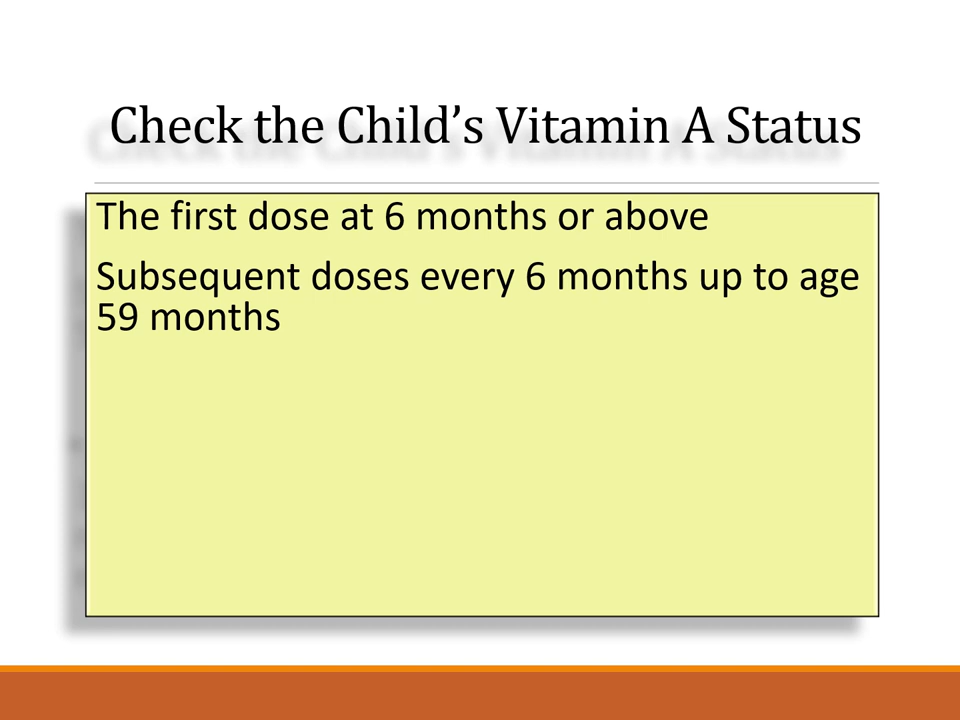 Check the Child’s Vitamin A Status
The first dose at 6 months or above
Subsequent doses every 6 months up to age
59 months